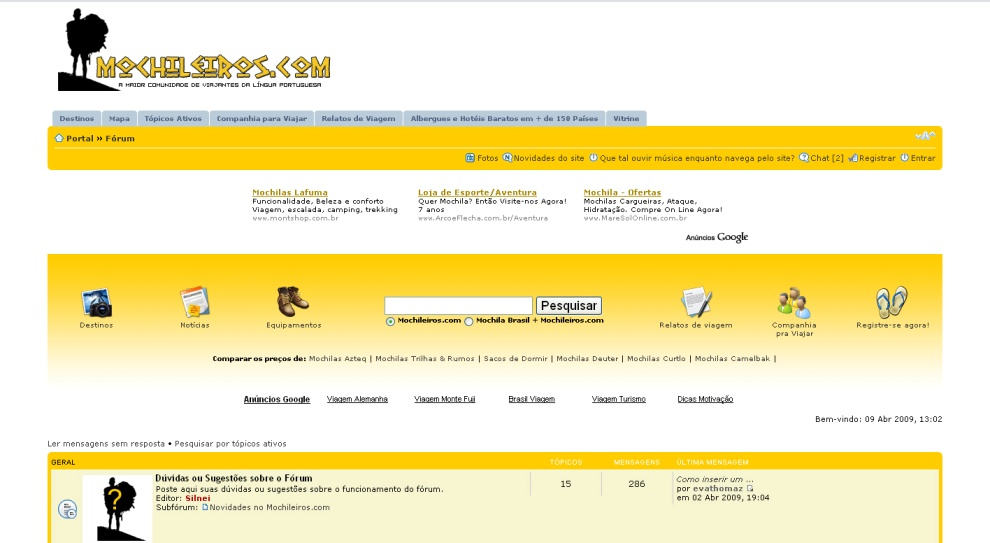 MOCHILEIROS.COM
A MAIOR COMUNIDADE DE VIAJANTES DA LÍNGUA PORTUGUESA
Destinos Mapa Tópicos Ativos Companhia para Viajar Relatos de Viagem Albergues e Hotéis Baratos em + de 150 Países Vitrine
Portal » Fórum
Fotos Novidades do site Que tal ouvir música enquanto navega pelo site? Chat [2] Registrar Entrar
Mochilas Lafuma
Funcionalidade, Beleza e conforto
Viagem, escalada, camping, trekking
www.montshop.com.br
Loja de Esporte/Aventura
Quer Mochila? Então Visite-nos Agora!
7 anos
www.ArcoeFlecha.com.br/Aventura
Mochila - Ofertas
Mochilas Cargueiras, Ataque,
Hidratação. Compre On Line Agora!
www.MareSolOnline.com.br
Anúncios Google
Destinos
Notícias
Equipamentos
Pesquisar
Mochileiros.com Mochila Brasil + Mochileiros.com
Relatos de viagem
Companhia
pra Viajar
Registre-se agora!
Comparar os preços de: Mochilas Azteq | Mochilas Trilhas & Rumos | Sacos de Dormir | Mochilas Deuter | Mochilas Curtlo | Mochilas Camelbak |
Anúncios Google Viagem Alemanha Viagem Monte Fuji Brasil Viagem Viagem Turismo Dicas Motivação
Bem-vindo: 09 Abr 2009, 13:02
Ler mensagens sem resposta • Pesquisar por tópicos ativos
GERAL TÓPICOS MENSAGENS ÚLTIMA MENSAGEM
Dúvidas ou Sugestões sobre o Fórum
Poste aqui suas dúvidas ou sugestões sobre o funcionamento do fórum.
Editor: Silnei
Subfórum: Novidades no Mochileiros.com
15
286
Como inserir um ...
por evathomaz
em 02 Abr 2009, 19:04